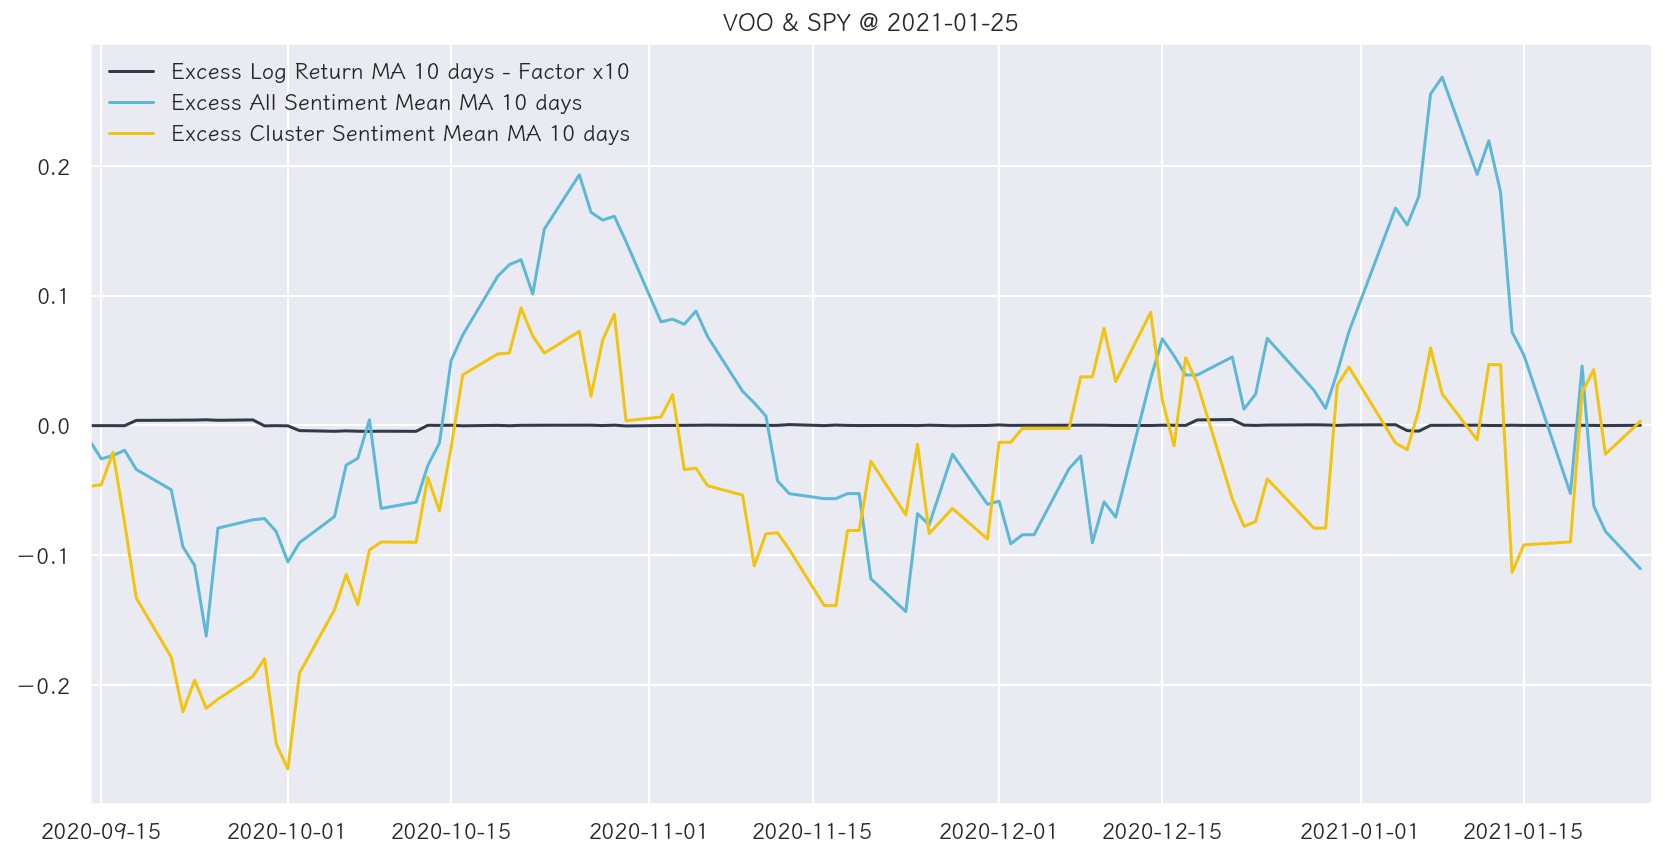 VOO & SPY @ 2021-01-25
Excess Log Return MA 10 days - Factor x10
Excess All Sentiment Mean MA 10 days
Excess Cluster Sentiment Mean MA 10 days
0.2
0.1
0.0
−0.1
−0.2
2020-09-15 2020-10-01 2020-10-15 2020-11-01 2020-11-15 2020-12-01 2020-12-15 2021-01-01 2021-01-15